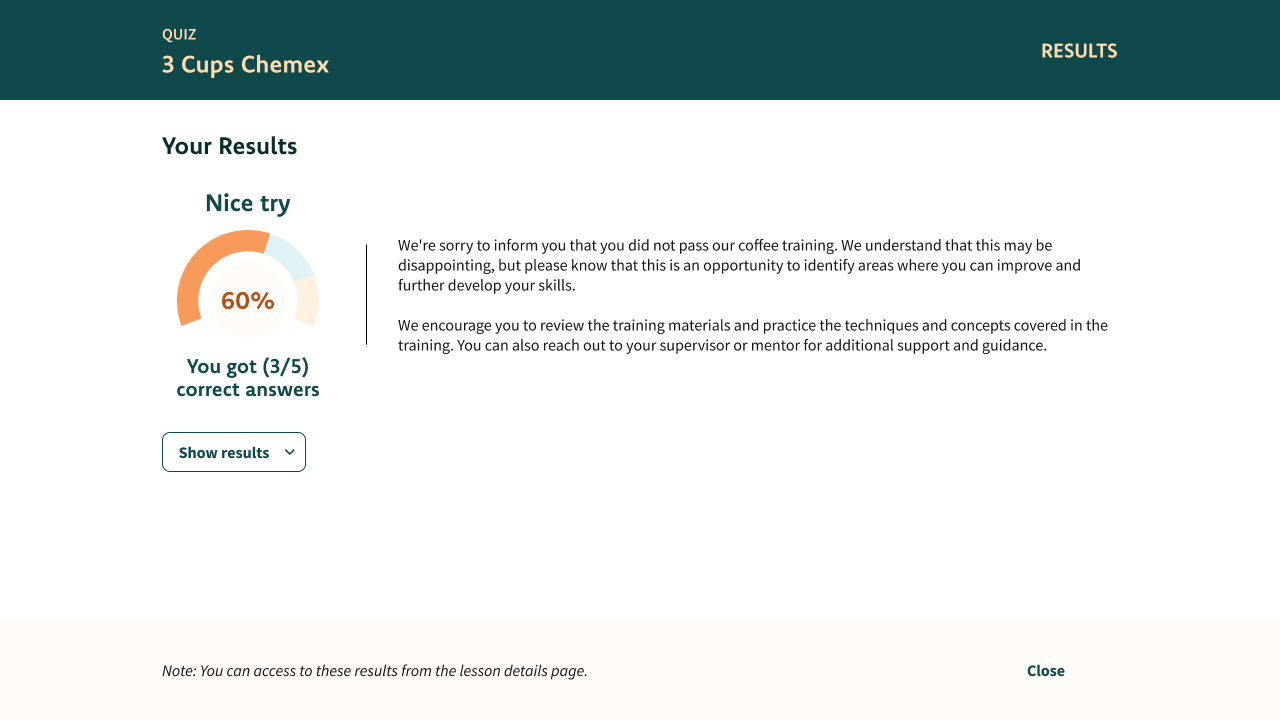 QUIZ
3 Cups Chemex
RESULTS
Your Results
Nice try
60%
You got (3/5)
correct answers
We're sorry to inform you that you did not pass our coffee training. We understand that this may be
disappointing, but please know that this is an opportunity to identify areas where you can improve and
further develop your skills.
We encourage you to review the training materials and practice the techniques and concepts covered in the
training. You can also reach out to your supervisor or mentor for additional support and guidance.
Show results
Note: You can access to these results from the lesson details page.
Close